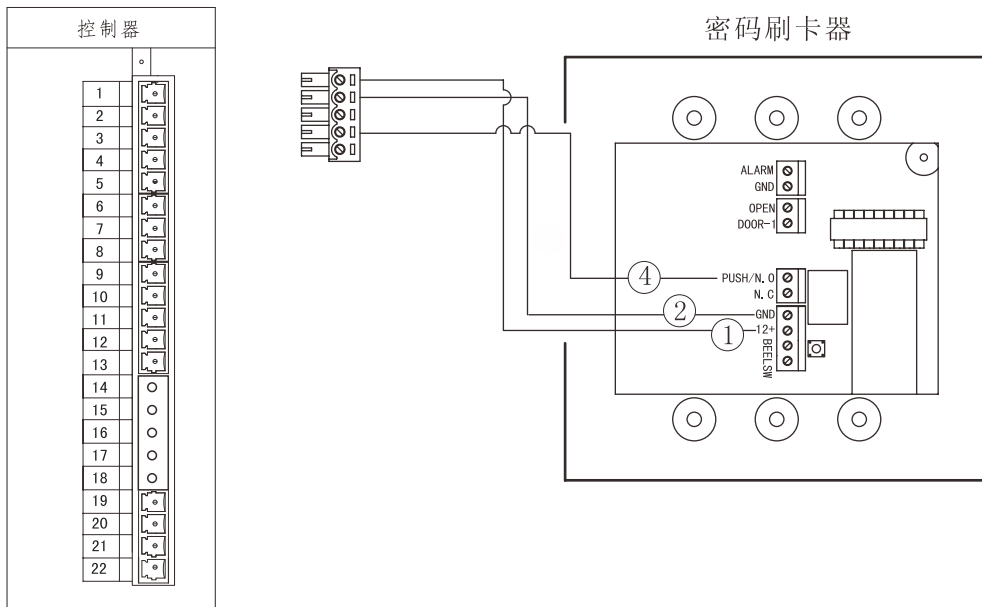 控制器
1
2
3
4
5
6
7
8
9
10
11
12
13
14
15
16
17
18
19
20
21
22
密码刷卡器
ALARM
GND
OPEN
DOOR-1
④ PUSH/N.O
N.C
② GND
① 12+
BEELSW